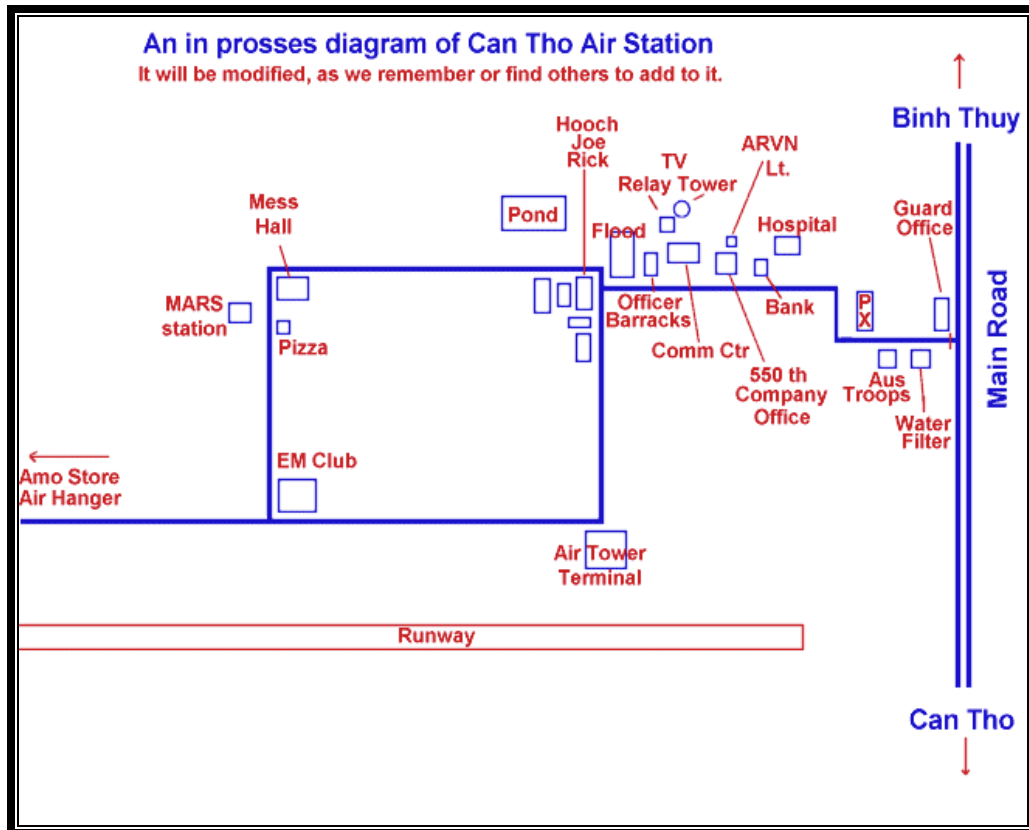 An in prosses diagram of Can Tho Air Station
It will be modified, as we remember or find others to add to it.
Binh Thuy
Hooch
Joe
Rick
TV
Relay Tower
ARVN
Lt.
Mess
Hall
Pond
Flood
Hospital
Guard
Office
MARS
station
Pizza
Officer
Barracks
Bank
PX
Comm Ctr
550 th
Company
Office
Aus
Troops
Water
Filter
Main Road
EM Club
Amo Store
Air Hanger
Air Tower
Terminal
Runway
Can Tho